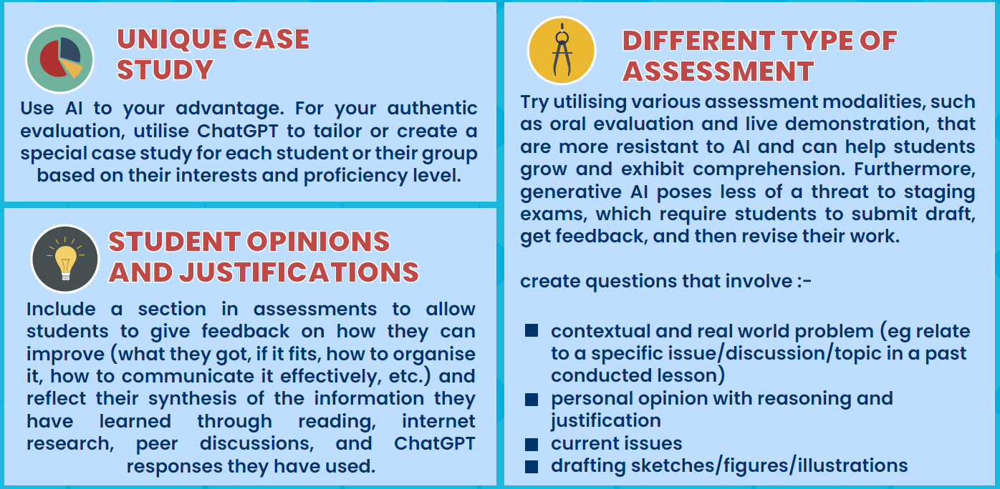 UNIQUE CASE
STUDY
Use AI to your advantage. For your authentic
evaluation, utilise ChatGPT to tailor or create a
special case study for each student or their group
based on their interests and proficiency level.
STUDENT OPINIONS
AND JUSTIFICATIONS
Include a section in assessments to allow
students to give feedback on how they can
improve (what they got, if it fits, how to organise
it, how to communicate it effectively, etc.) and
reflect their synthesis of the information they
have learned through reading, internet
research, peer discussions, and ChatGPT
responses they have used.
DIFFERENT TYPE OF
ASSESSMENT
Try utilising various assessment modalities, such
as oral evaluation and live demonstration, that
are more resistant to AI and can help students
grow and exhibit comprehension. Furthermore,
generative AI poses less of a threat to staging
exams, which require students to submit draft,
get feedback, and then revise their work.
create questions that involve :-
contextual and real world problem (eg relate
to a specific issue/discussion/topic in a past
conducted lesson)
personal opinion with reasoning and
justification
current issues
drafting sketches/figures/illustrations